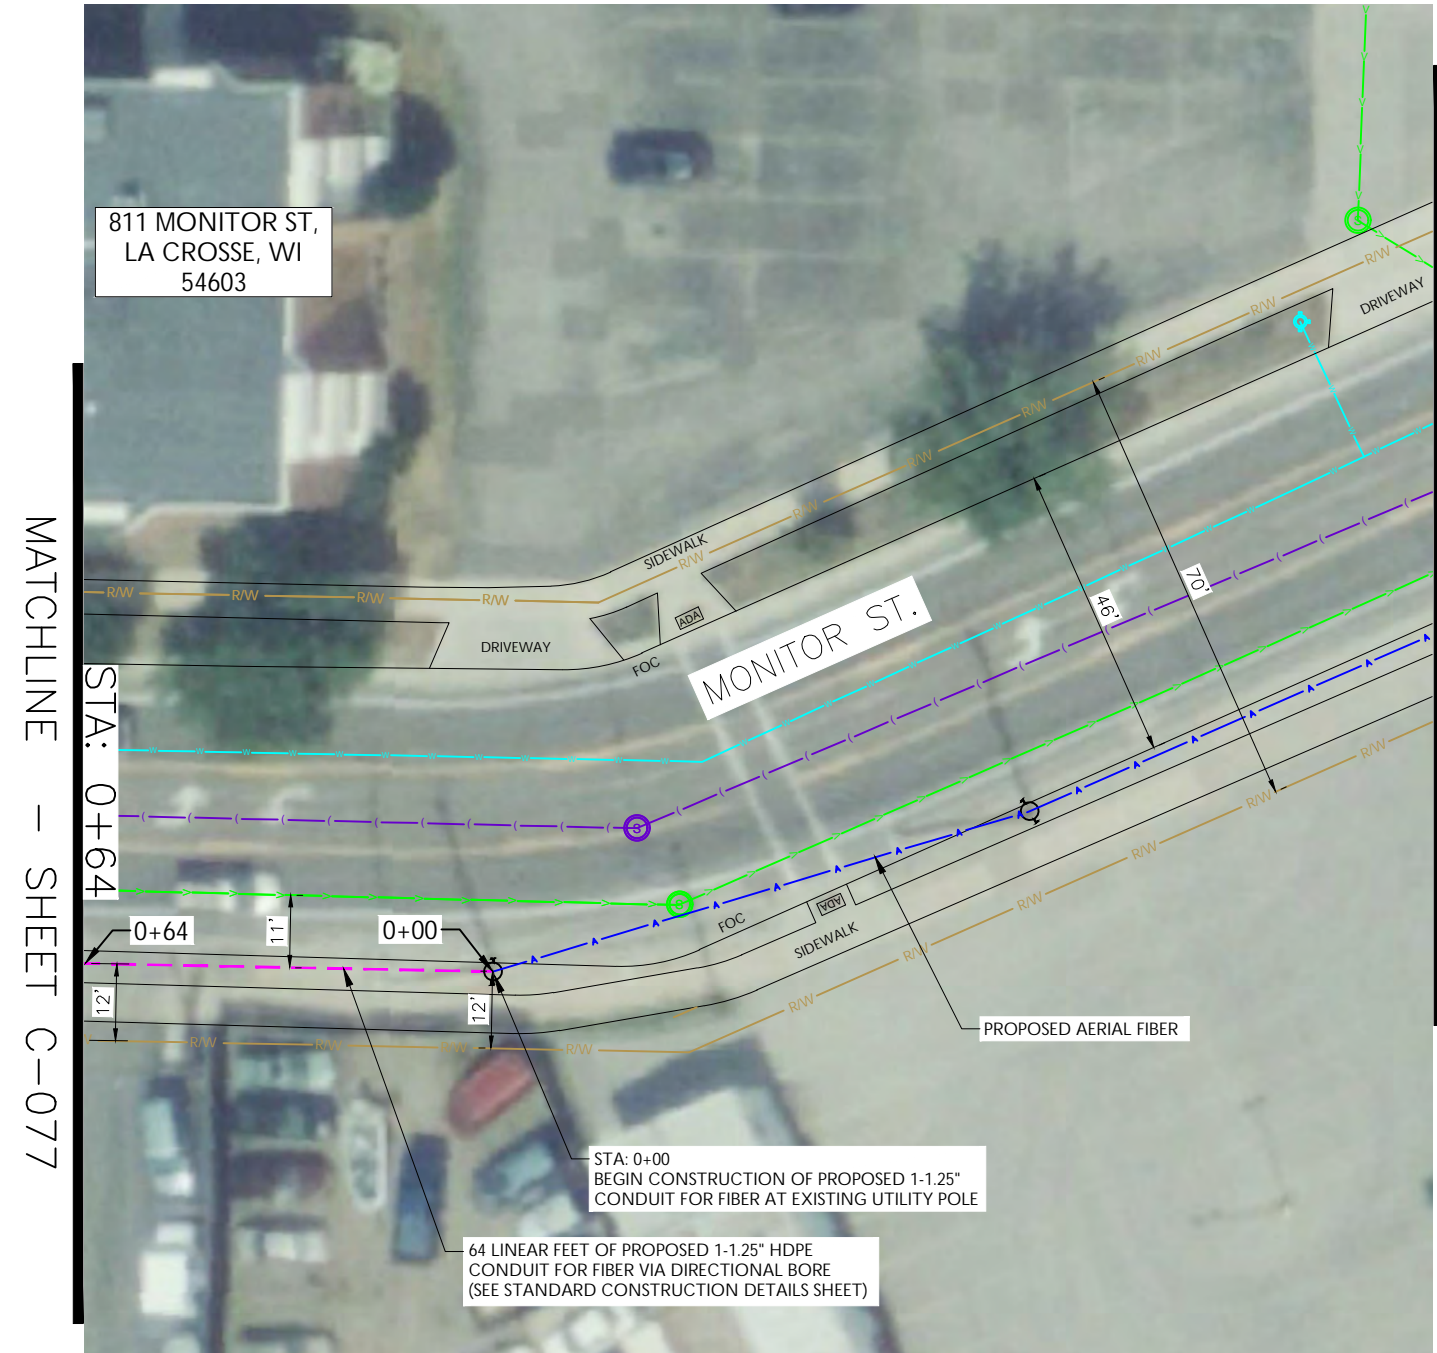 811 MONITOR ST,
LA CROSSE, WI
54603
MATCHLINE - SHEET C-077
STA: 0+64
R/W
R/W
R/W
R/W
R/W
R/W
R/W
R/W
R/W
R/W
R/W
DRIVEWAY
SIDEWALK
ADA
DRIVEWAY
FOC
MONITOR ST.
46'
70'
S
S
S
W
W
W
W
W
W
W
W
W
0+64
0+00
11'
12'
12'
FOC
ADA
SIDEWALK
R/W
R/W
R/W
R/W
R/W
R/W
R/W
R/W
R/W
R/W
PROPOSED AERIAL FIBER
STA: 0+00
BEGIN CONSTRUCTION OF PROPOSED 1-1.25"
CONDUIT FOR FIBER AT EXISTING UTILITY POLE
64 LINEAR FEET OF PROPOSED 1-1.25" HDPE
CONDUIT FOR FIBER VIA DIRECTIONAL BORE
(SEE STANDARD CONSTRUCTION DETAILS SHEET)